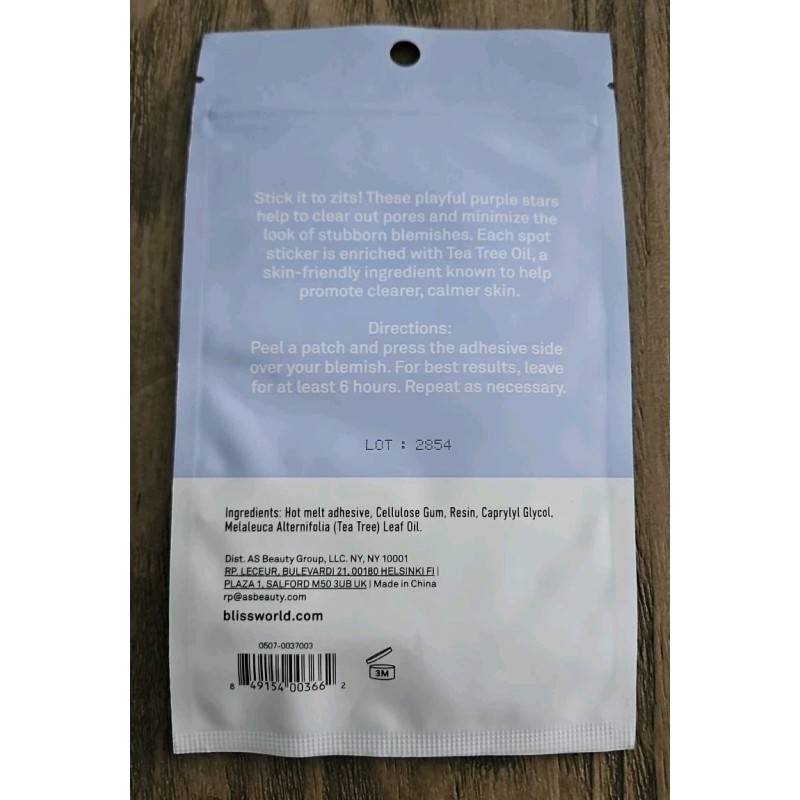 Stick it to zits! These playful purple stars
help to clear out pores and minimize the
look of stubborn blemishes. Each spot
sticker is enriched with Tea Tree Oil, a
skin-friendly ingredient known to help
promote clearer, calmer skin.
Directions:
Peel a patch and press the adhesive side
over your blemish. For best results, leave
for at least 6 hours. Repeat as necessary.
LOT : 2854
Ingredients: Hot melt adhesive, Cellulose Gum, Resin, Caprylyl Glycol,
Melaleuca Alternifolia (Tea Tree) Leaf Oil.
Dist. AS Beauty Group, LLC. NY, NY 10001
RP. LECEUR, BULEVARDI 21, 00180 HELSINKI FI |
PLAZA 1, SALFORD M50 3UB UK | Made in China
rp@asbeauty.com
blissworld.com
0507-0037003
8 49154 00366 2
3M